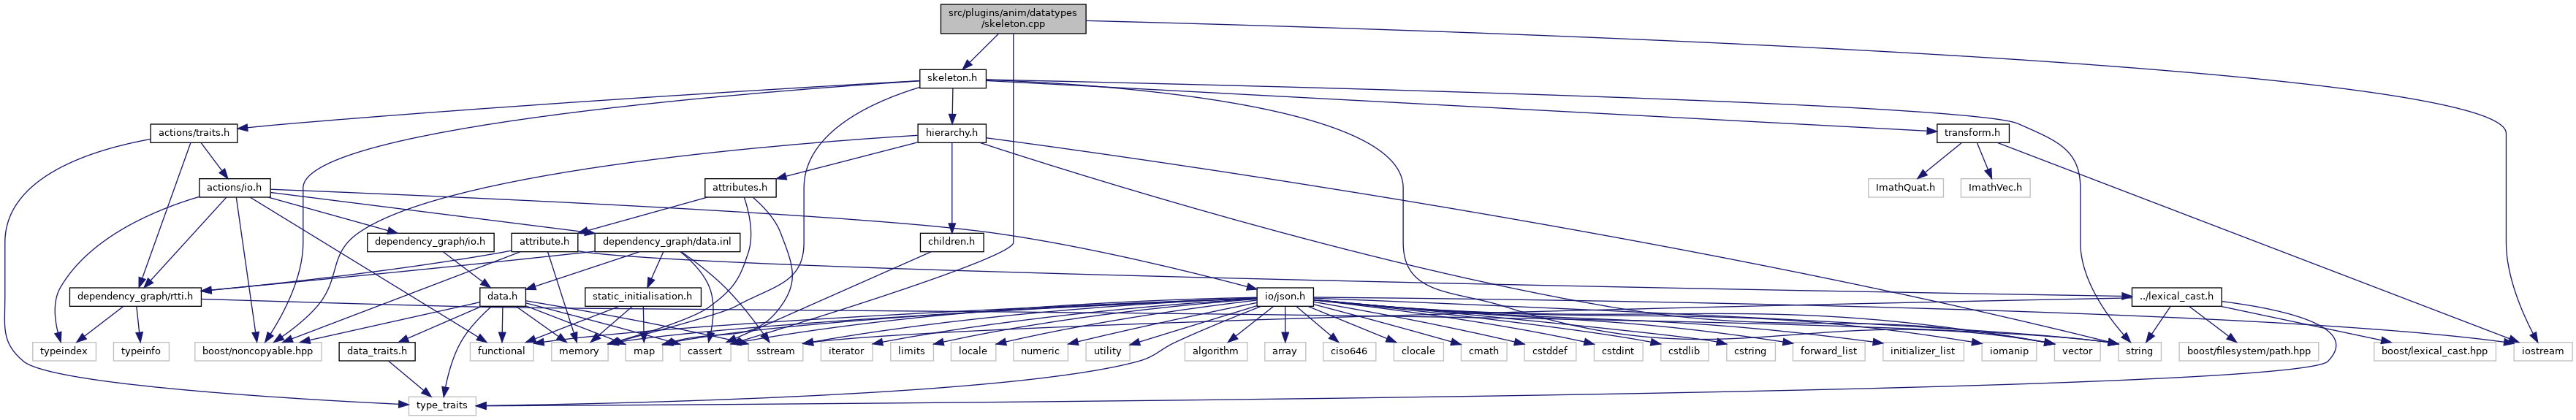 src/plugins/anim/datatypes
/skeleton.cpp
skeleton.h
actions/traits.h
hierarchy.h
transform.h
actions/io.h
attributes.h
ImathQuat.h
ImathVec.h
dependency_graph/io.h
attribute.h
dependency_graph/data.inl
children.h
dependency_graph/rtti.h
data.h
static_initialisation.h
io/json.h
../lexical_cast.h
typeindex
typeinfo
boost/noncopyable.hpp
data_traits.h
functional
memory
map
cassert
sstream
iterator
limits
locale
numeric
utility
algorithm
array
ciso646
clocale
cmath
cstddef
cstdint
cstdlib
cstring
forward_list
initializer_list
iomanip
vector
string
boost/filesystem/path.hpp
boost/lexical_cast.hpp
iostream
type_traits